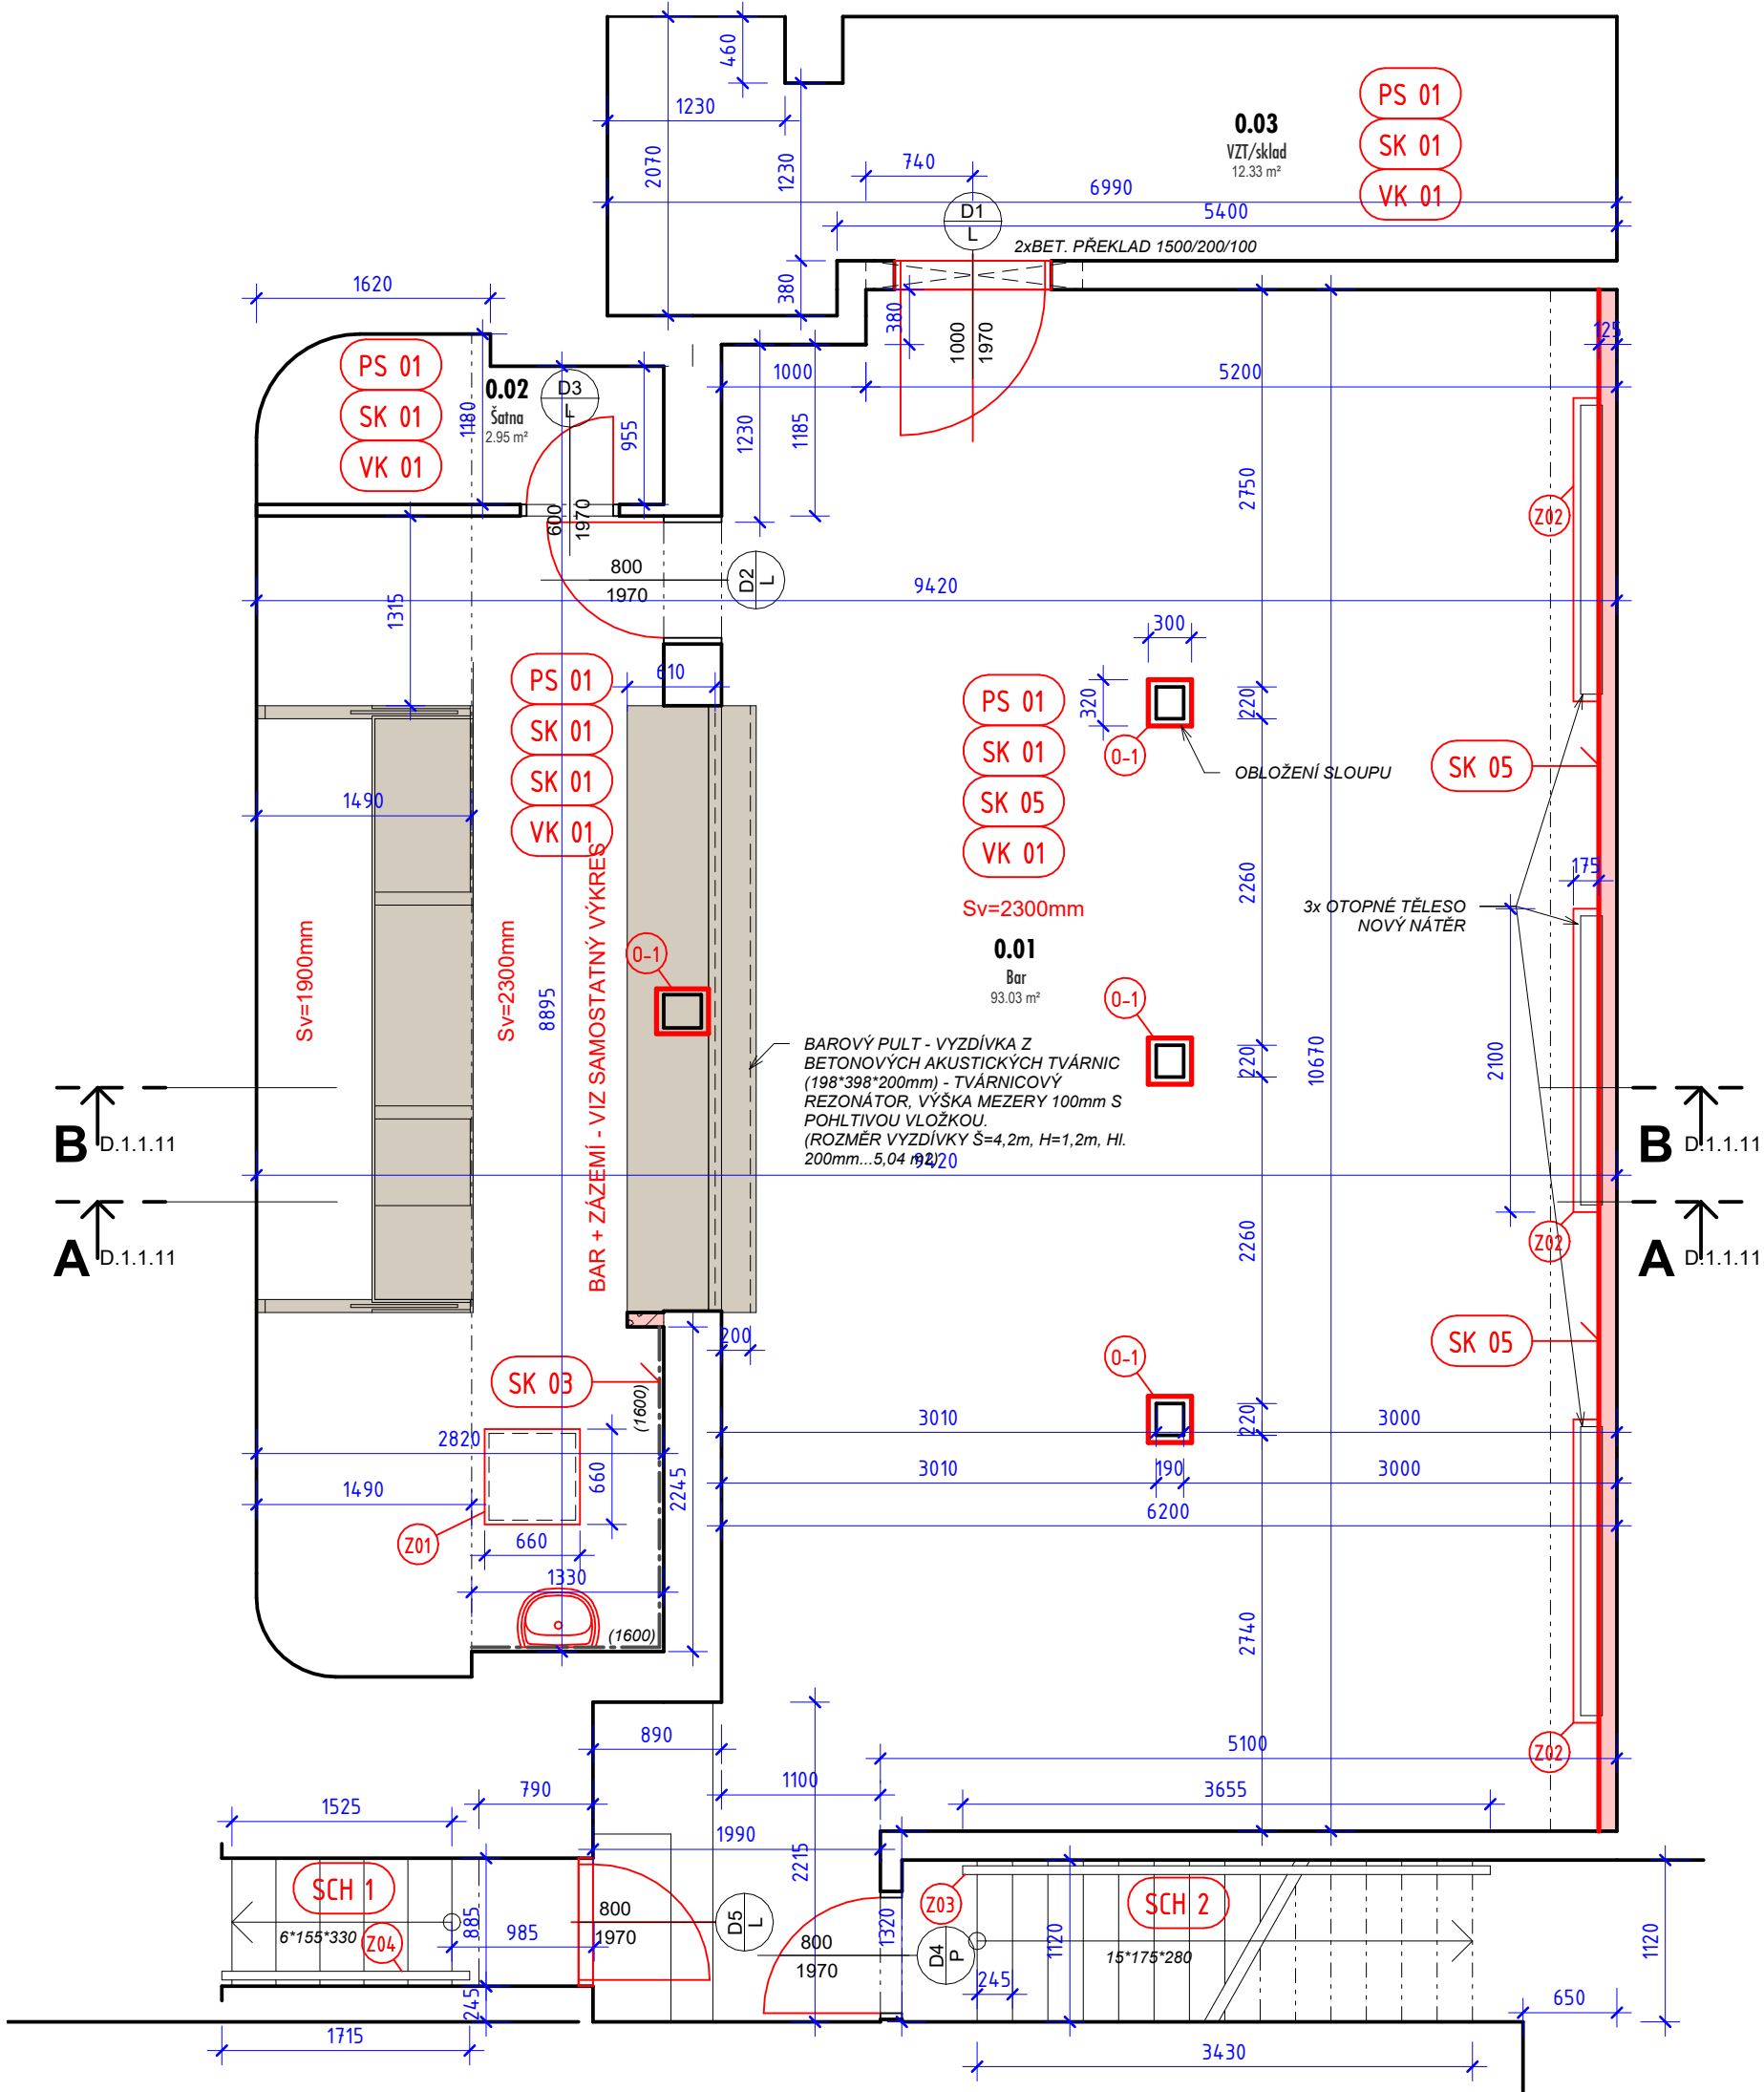 460
1230
2070
1230
740
6990
5400
0.03
VZT/sklad
12.33 m²
PS 01
SK 01
VK 01
D1
L
2xBET. PŘEKLAD 1500/200/100
1620
380
380
1000
1970
125
PS 01
SK 01
VK 01
0.02
Šatna
2.95 m²
1180
D3
L
955
1000
5200
1230
1185
2750
Z02
600
1970
800
1970
D2
L
9420
1315
300
610
PS 01
SK 01
SK 01
VK 01
PS 01
SK 01
SK 05
VK 01
320
220
0-1
OBLOŽENÍ SLOUPU
SK 05
1490
2260
175
3x OTOPNÉ TĚLESO
NOVÝ NÁTĚR
Sv=2300mm
0.01
Bar
93.03 m²
Sv=1900mm
Sv=2300mm
8895
BAR + ZÁZEMÍ - VIZ SAMOSTATNÝ VÝKRES
0-1
0-1
220
10670
2100
BAROVÝ PULT - VYZDÍVKA Z
BETONOVÝCH AKUSTICKÝCH TVÁRNIC
(198*398*200mm) - TVÁRNICOVÝ
REZONÁTOR, VÝŠKA MEZERY 100mm S
POHLTIVOU VLOŽKOU.
(ROZMĚR VYZDÍVKY Š=4,2m, H=1,2m, Hl.
200mm...5,04 m2)
9420
B
D.1.1.11
B
D.1.1.11
A
D.1.1.11
A
D.1.1.11
2260
Z02
200
0-1
SK 05
SK 03
(1600)
2820
3010
220
3000
660
2245
1490
3010
190
3000
Z01
660
6200
1330
(1600)
2740
890
5100
Z02
790
1100
3655
1525
1990
2215
SCH 1
6*155*330
Z04
885
985
800
1970
D5
L
800
1970
1320
D4
P
Z03
SCH 2
1120
15*175*280
1120
245
245
650
1715
3430